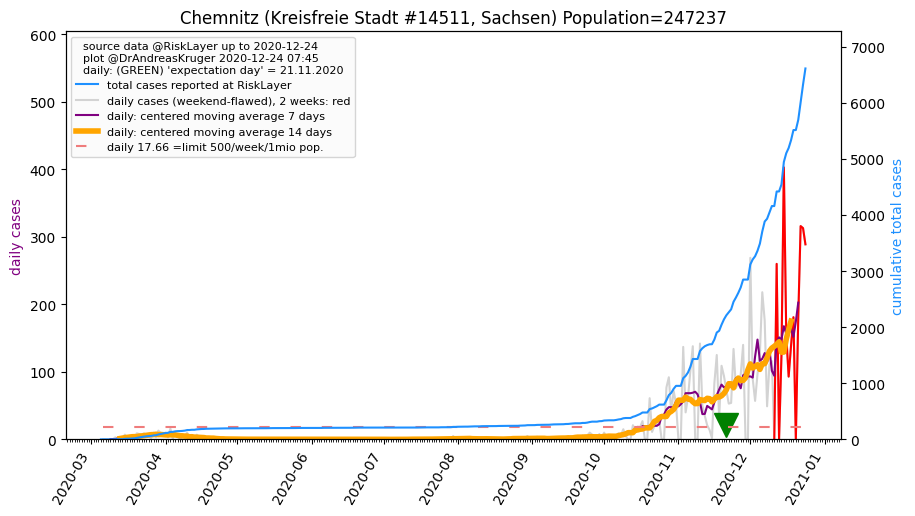 Chemnitz (Kreisfreie Stadt #14511, Sachsen) Population=247237
source data @RiskLayer up to 2020-12-24
plot @DrAndreasKruger 2020-12-24 07:45
daily: (GREEN) 'expectation day' = 21.11.2020
total cases reported at RiskLayer
daily cases (weekend-flawed), 2 weeks: red
daily: centered moving average 7 days
daily: centered moving average 14 days
daily 17.66 =limit 500/week/1mio pop.
daily cases
600
500
400
300
200
100
0
cumulative total cases
7000
6000
5000
4000
3000
2000
1000
0
2020-03
2020-04
2020-05
2020-06
2020-07
2020-08
2020-09
2020-10
2020-11
2020-12
2021-01